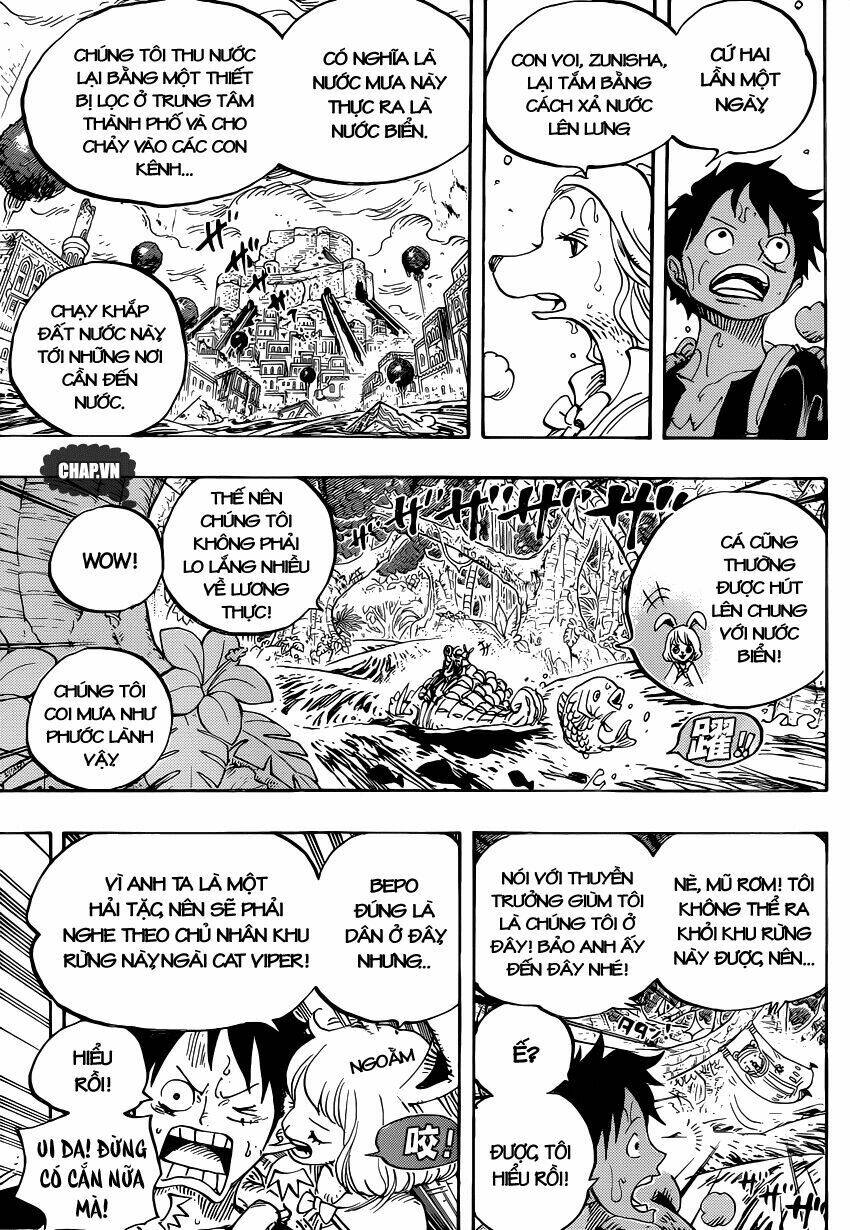 CỨ HAI
LẦN MỘT
NGÀY,
CON VOI, ZUNISHA,
LẠI TẮM BẰNG
CÁCH XẢ NƯỚC
LÊN LƯNG
CÓ NGHĨA LÀ
NƯỚC MƯA NÀY
THỰC RA LÀ
NƯỚC BIỂN.
CHÚNG TÔI THU NƯỚC
LẠI BẰNG MỘT THIẾT
BỊ LỌC Ở TRUNG TÂM
THÀNH PHỐ VÀ CHO
CHẢY VÀO CÁC CON
KÊNH...
CHẠY KHẮP
ĐẤT NƯỚC NÀY,
TỚI NHỮNG NƠI
CẦN ĐẾN
NƯỚC.
CHAP.VN
CÁ CŨNG
THƯỜNG
ĐƯỢC HÚT
LÊN CHUNG
VỚI NƯỚC
BIỂN!
躍!!
THẾ NÊN
CHÚNG TÔI
KHÔNG PHẢI
LO LẮNG NHIỀU
VỀ LƯƠNG
THỰC!
WOW!
CHÚNG TÔI
COI MƯA NHƯ
PHƯỚC LÀNH
VẬY.
NÈ, MŨ RƠM! TÔI
KHÔNG THỂ RA
KHỎI KHU RỪNG
NÀY ĐƯỢC, NÊN...
NÓI VỚI THUYỀN
TRƯỞNG GIÙM TÔI
LÀ CHÚNG TÔI Ở
ĐÂY! BẢO ANH ẤY
ĐẾN ĐÂY NHÉ!
Ế?
ĐƯỢC, TÔI
HIỂU RỒI!
BEPO
ĐÚNG LÀ
DÂN Ở ĐÂY,
NHƯNG...
VÌ ANH TA LÀ MỘT
HẢI TẶC, NÊN SẼ PHẢI
NGHE THEO CHỦ NHÂN KHU
RỪNG NÀY, NGÀI CAT VIPER!
NGOẰM
咬!
HIỂU
RỒI!
UI DA! ĐỪNG
CÓ CẮN NỮA
MÀ!